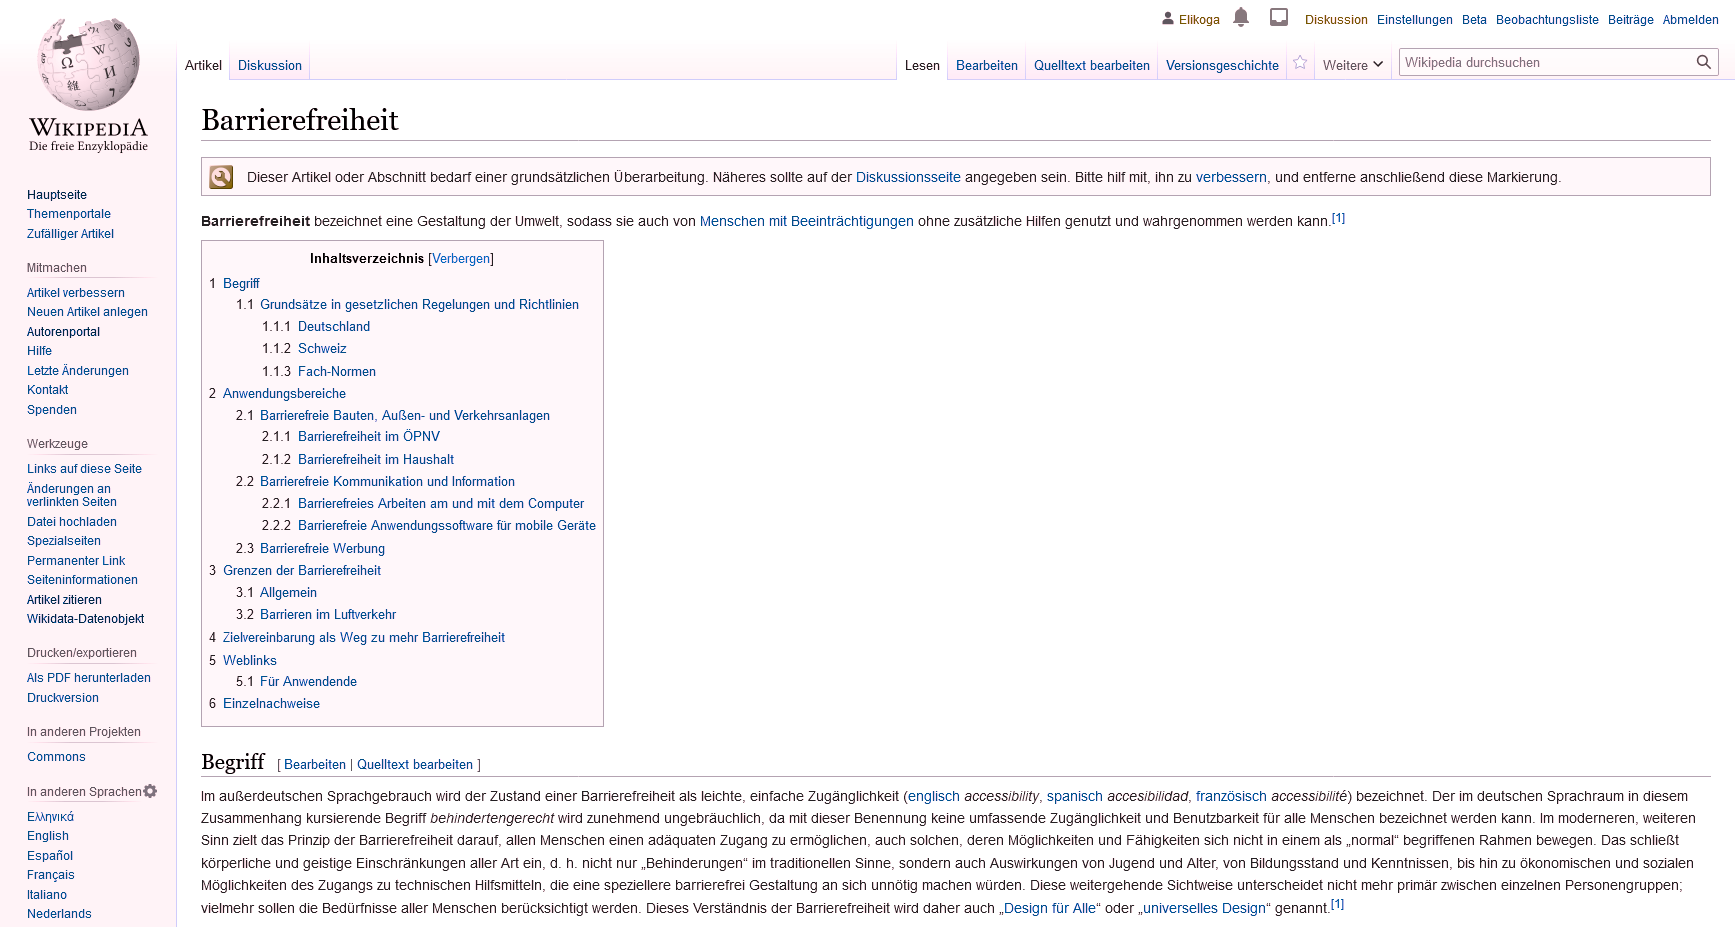 Elikoga Diskussion Einstellungen Beta Beobachtungsliste Beiträge Abmelden
Artikel Diskussion Lesen Bearbeiten Quelltext bearbeiten Versionsgeschichte Weitere Wikipedia durchsuchen
WIKIPEDIA
Die freie Enzyklopädie
Hauptseite
Themenportale
Zufälliger Artikel
Mitmachen
Artikel verbessern
Neuen Artikel anlegen
Autorenportal
Hilfe
Letzte Änderungen
Kontakt
Spenden
Werkzeuge
Links auf diese Seite
Änderungen an
verlinkten Seiten
Datei hochladen
Spezialseiten
Permanenter Link
Seiteninformationen
Artikel zitieren
Wikidata-Datenobjekt
Drucken/exportieren
Als PDF herunterladen
Druckversion
In anderen Projekten
Commons
In anderen Sprachen
Ελληνικά
English
Español
Français
Italiano
Nederlands
Barrierefreiheit
Dieser Artikel oder Abschnitt bedarf einer grundsätzlichen Überarbeitung. Näheres sollte auf der Diskussionsseite angegeben sein. Bitte hilf mit, ihn zu verbessern, und entferne anschließend diese Markierung.
Barrierefreiheit bezeichnet eine Gestaltung der Umwelt, sodass sie auch von Menschen mit Beeinträchtigungen ohne zusätzliche Hilfen genutzt und wahrgenommen werden kann.[1]
Inhaltsverzeichnis [Verbergen]
1 Begriff
1.1 Grundsätze in gesetzlichen Regelungen und Richtlinien
1.1.1 Deutschland
1.1.2 Schweiz
1.1.3 Fach-Normen
2 Anwendungsbereiche
2.1 Barrierefreie Bauten, Außen- und Verkehrsanlagen
2.1.1 Barrierefreiheit im ÖPNV
2.1.2 Barrierefreiheit im Haushalt
2.2 Barrierefreie Kommunikation und Information
2.2.1 Barrierefreies Arbeiten am und mit dem Computer
2.2.2 Barrierefreie Anwendungssoftware für mobile Geräte
2.3 Barrierefreie Werbung
3 Grenzen der Barrierefreiheit
3.1 Allgemein
3.2 Barrieren im Luftverkehr
4 Zielvereinbarung als Weg zu mehr Barrierefreiheit
5 Weblinks
5.1 Für Anwendende
6 Einzelnachweise
Begriff [ Bearbeiten | Quelltext bearbeiten ]
Im außerdeutschen Sprachgebrauch wird der Zustand einer Barrierefreiheit als leichte, einfache Zugänglichkeit (englisch accessibility, spanisch accesibilidad, französisch accessibilité) bezeichnet. Der im deutschen Sprachraum in diesem
Zusammenhang kursierende Begriff behindertengerecht wird zunehmend ungebräuchlich, da mit dieser Benennung keine umfassende Zugänglichkeit und Benutzbarkeit für alle Menschen bezeichnet werden kann. Im moderneren, weiteren
Sinn zielt das Prinzip der Barrierefreiheit darauf, allen Menschen einen adäquaten Zugang zu ermöglichen, auch solchen, deren Möglichkeiten und Fähigkeiten sich nicht in einem als „normal“ begriffenen Rahmen bewegen. Das schließt
körperliche und geistige Einschränkungen aller Art ein, d. h. nicht nur „Behinderungen“ im traditionellen Sinne, sondern auch Auswirkungen von Jugend und Alter, von Bildungsstand und Kenntnissen, bis hin zu ökonomischen und sozialen
Möglichkeiten des Zugangs zu technischen Hilfsmitteln, die eine speziellere barrierefrei Gestaltung an sich unnötig machen würden. Diese weitergehende Sichtweise unterscheidet nicht mehr primär zwischen einzelnen Personengruppen;
vielmehr sollen die Bedürfnisse aller Menschen berücksichtigt werden. Dieses Verständnis der Barrierefreiheit wird daher auch „Design für Alle“ oder „universelles Design“ genannt.[1]